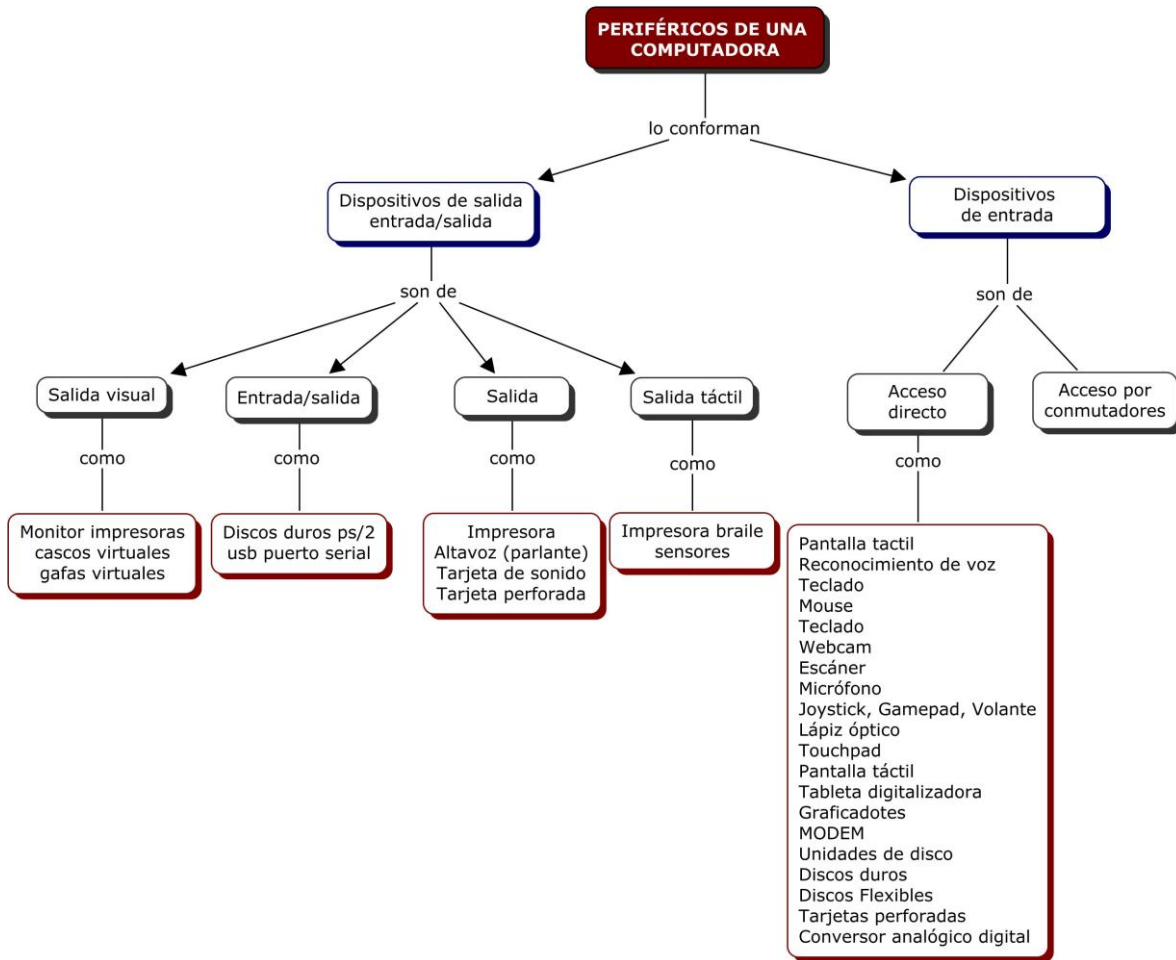 PERIFÉRICOS DE UNA
COMPUTADORA
lo conforman
Dispositivos de salida
entrada/salida
Dispositivos
de entrada
son de
son de
Salida visual
Entrada/salida
Salida
Salida táctil
Acceso
directo
Acceso por
conmutadores
como
como
como
como
como
Monitor impresoras
cascos virtuales
gafas virtuales
Discos duros ps/2
usb puerto serial
Impresora
Altavoz (parlante)
Tarjeta de sonido
Tarjeta perforada
Impresora braile
sensores
Pantalla tactil
Reconocimiento de voz
Teclado
Mouse
Teclado
Webcam
Escáner
Micrófono
Joystick, Gamepad, Volante
Lápiz óptico
Touchpad
Pantalla táctil
Tableta digitalizadora
Graficadotes
MODEM
Unidades de disco
Discos duros
Discos Flexibles
Tarjetas perforadas
Conversor analógico digital